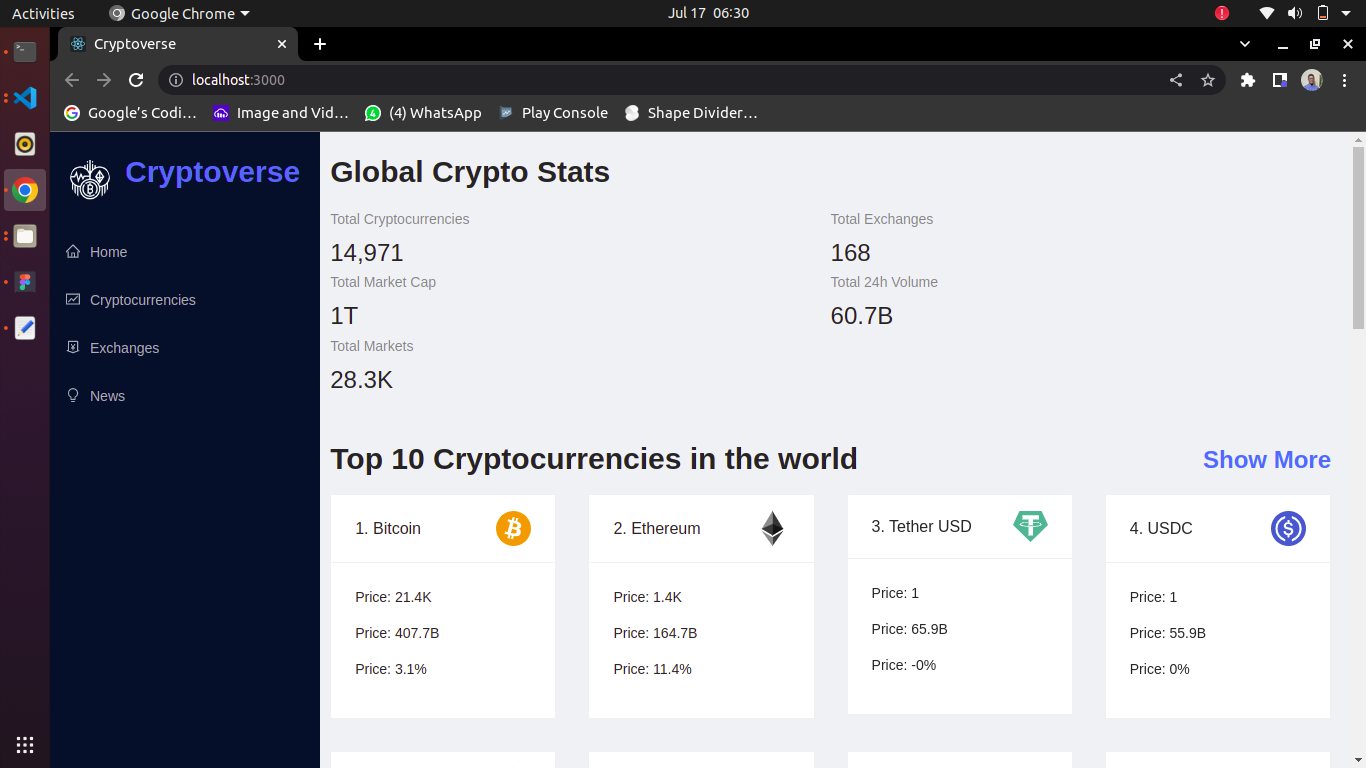 Activities Google Chrome Jul 17 06:30
Cryptoverse
localhost:3000
Google's Codi… Image and Vid… (4) WhatsApp Play Console Shape Divider…
Cryptoverse
Home
Cryptocurrencies
Exchanges
News
Global Crypto Stats
Total Cryptocurrencies Total Exchanges
14,971 168
Total Market Cap Total 24h Volume
1T 60.7B
Total Markets
28.3K
Top 10 Cryptocurrencies in the world Show More
1. Bitcoin 2. Ethereum 3. Tether USD 4. USDC
Price: 21.4K Price: 1.4K Price: 1 Price: 1
Price: 407.7B Price: 164.7B Price: 65.9B Price: 55.9B
Price: 3.1% Price: 11.4% Price: -0% Price: 0%